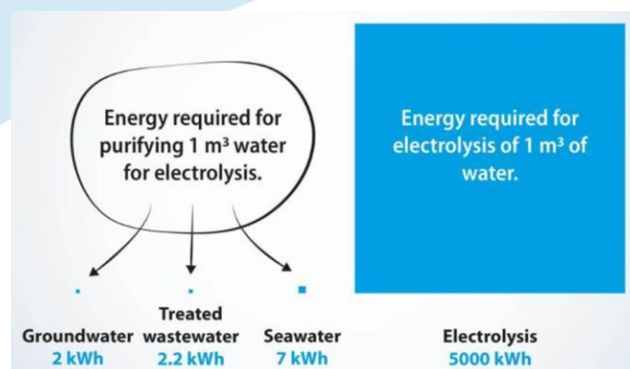 Energy required for
purifying 1 m³ water
for electrolysis.
Energy required for
electrolysis of 1 m³ of
water.
Groundwater
2 kWh
Treated
wastewater
2.2 kWh
Seawater
7 kWh
Electrolysis
5000 kWh